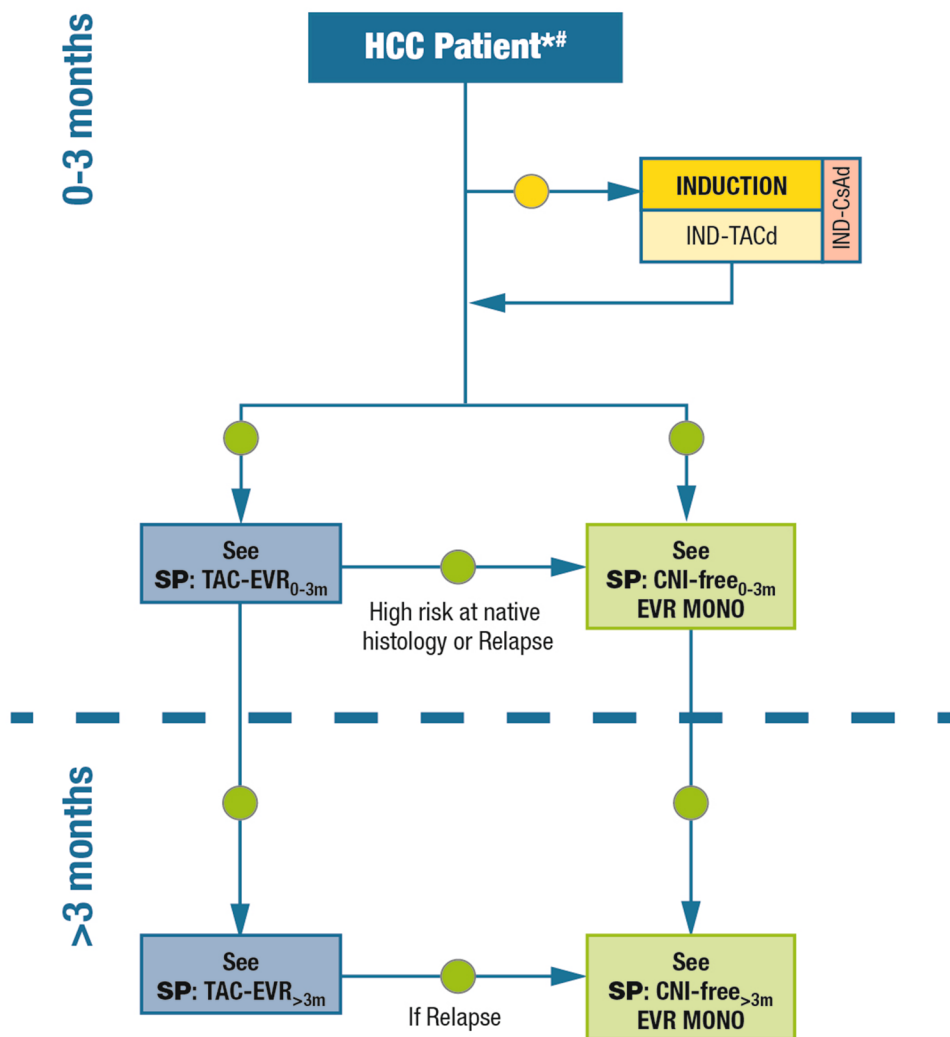 0-3 months
HCC Patient*#
INDUCTION
IND-TACd
IND-CsAd
See
SP: TAC-EVR0-3m
High risk at native
histology or Relapse
See
SP: CNI-free0-3m
EVR MONO
>3 months
See
SP: TAC-EVR>3m
If Relapse
See
SP: CNI-free>3m
EVR MONO